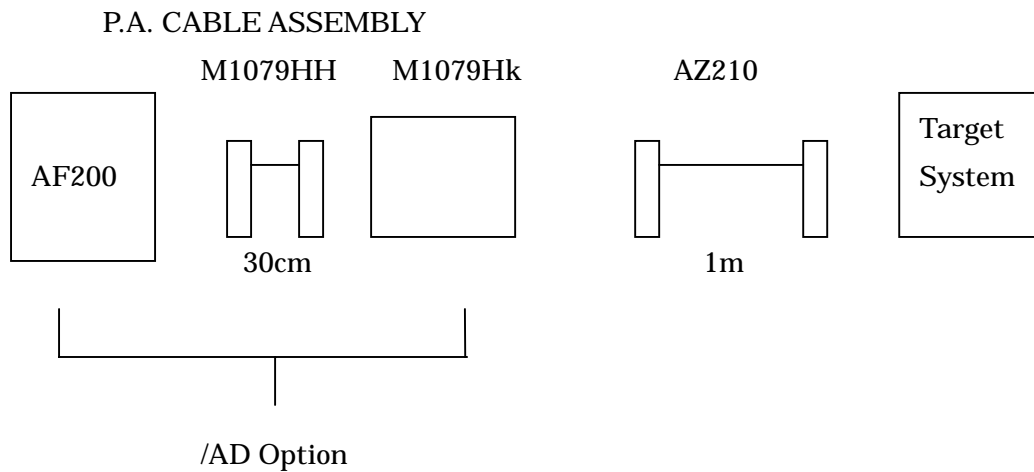 P.A. CABLE ASSEMBLY
M1079HH M1079Hk AZ210
AF200
Target
System
30cm 1m
/AD Option